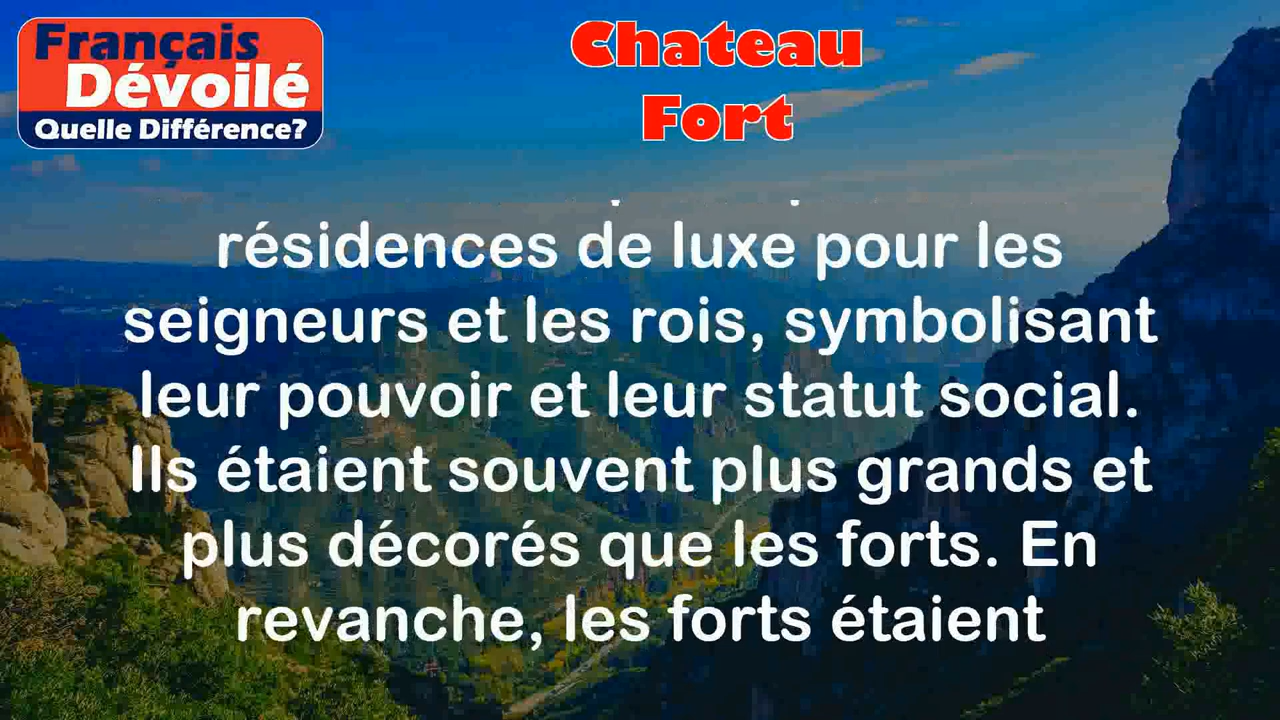 Français
Dévoilé
Quelle Différence?
Chateau
Fort
résidences de luxe pour les
seigneurs et les rois, symbolisant
leur pouvoir et leur statut social.
Ils étaient souvent plus grands et
plus décorés que les forts. En
revanche, les forts étaient